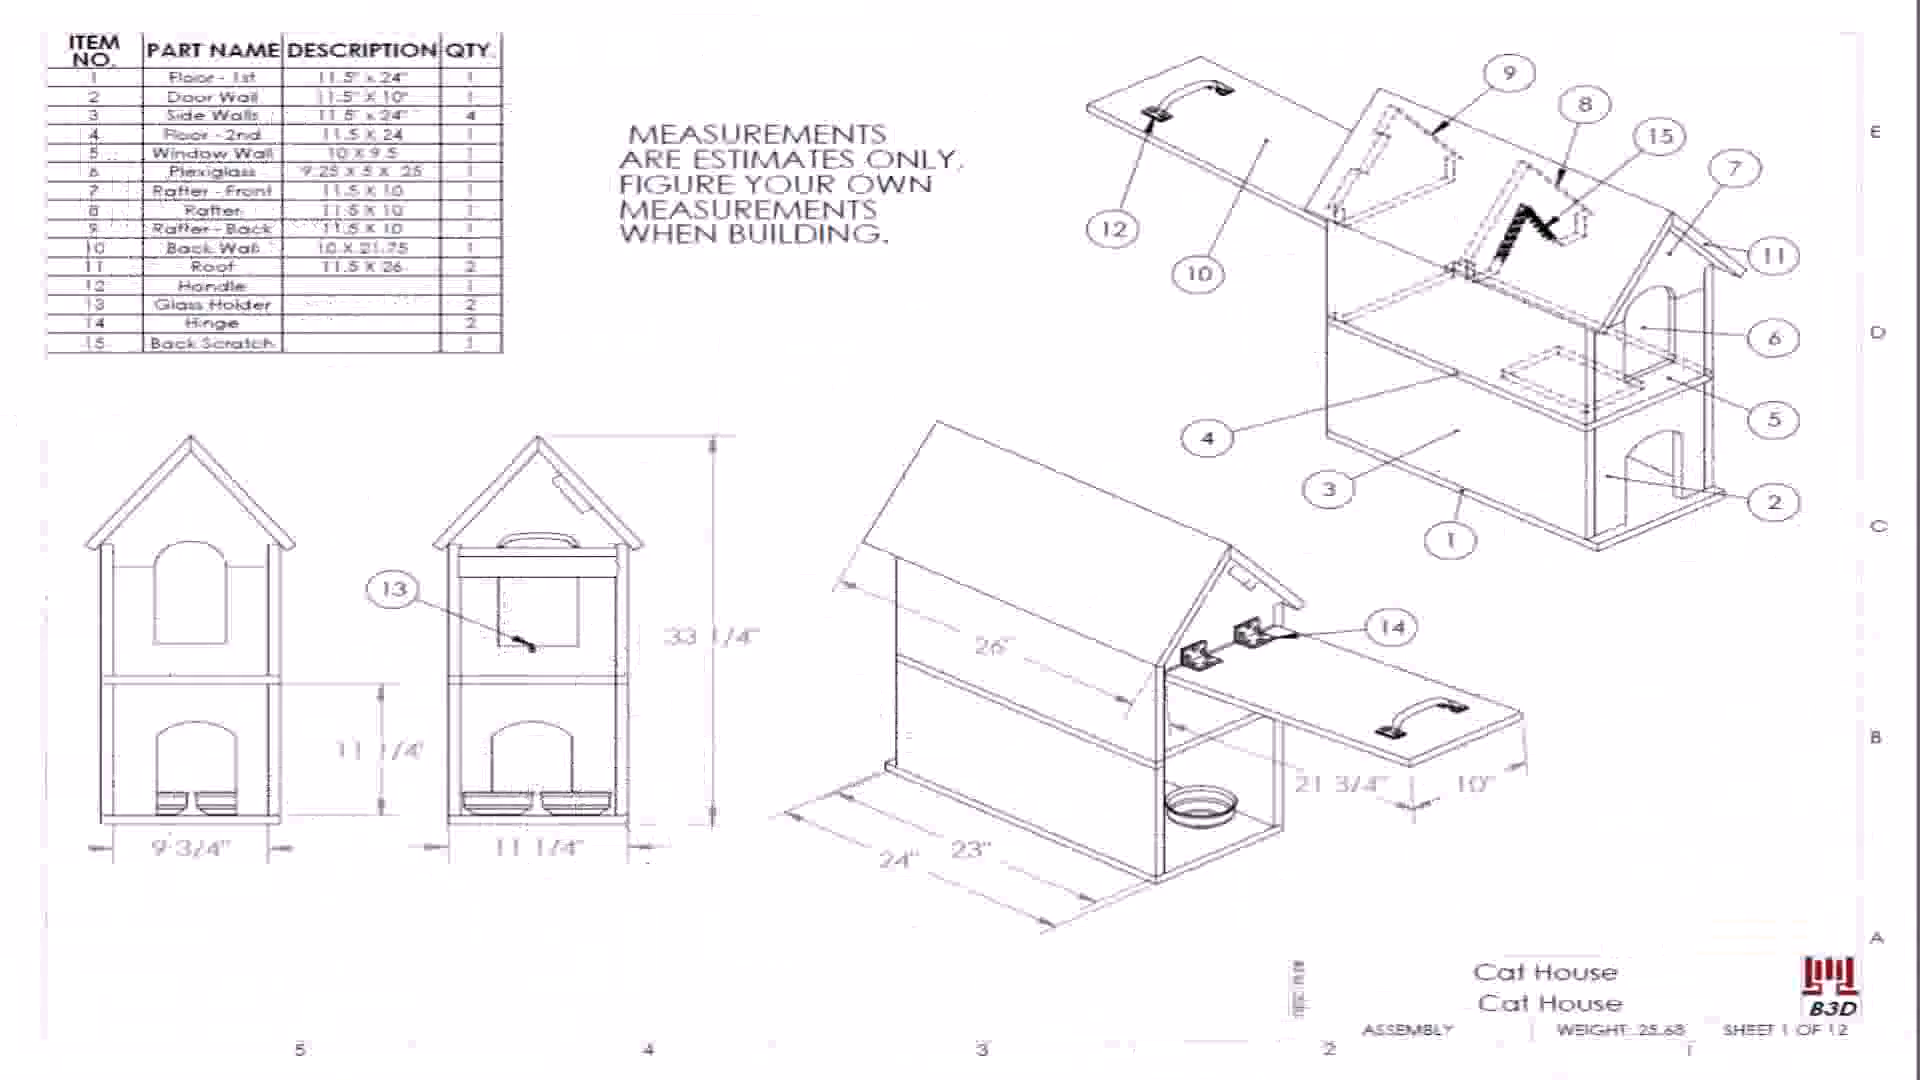 ITEM NO. PART NAME DESCRIPTION QTY.
1 Floor - 1st 11.5" x 24" 1
2 Door Wall 11.5" X 10" 1
3 Side Walls 11.5" x 24" 4
4 Floor - 2nd 11.5 X 24 1
5 Window Wall 10 X 9.5 1
6 Plexiglass 9.25 X 5 X .25 1
7 Rafter - Front 11.5 X 10 1
8 Rafter 11.5 X 10 1
9 Rafter - Back 11.5 X 10 1
10 Back Wall 10 X 21.75 1
11 Roof 11.5 X 26 2
12 Handle 1
13 Glass Holder 2
14 Hinge 2
15 Back Scratch 1
MEASUREMENTS
ARE ESTIMATES ONLY.
FIGURE YOUR OWN
MEASUREMENTS
WHEN BUILDING.
9
8
15
7
12
10
11
6
5
4
3
2
1
E
D
C
B
A
13
33 1/4"
11 1/4"
9 3/4"
11 1/4"
26"
14
21 3/4"
10"
23"
24"
Cat House
Cat House
B3D
ASSEMBLY WEIGHT: 25.68 SHEET 1 OF 12
5 4 3 2 1